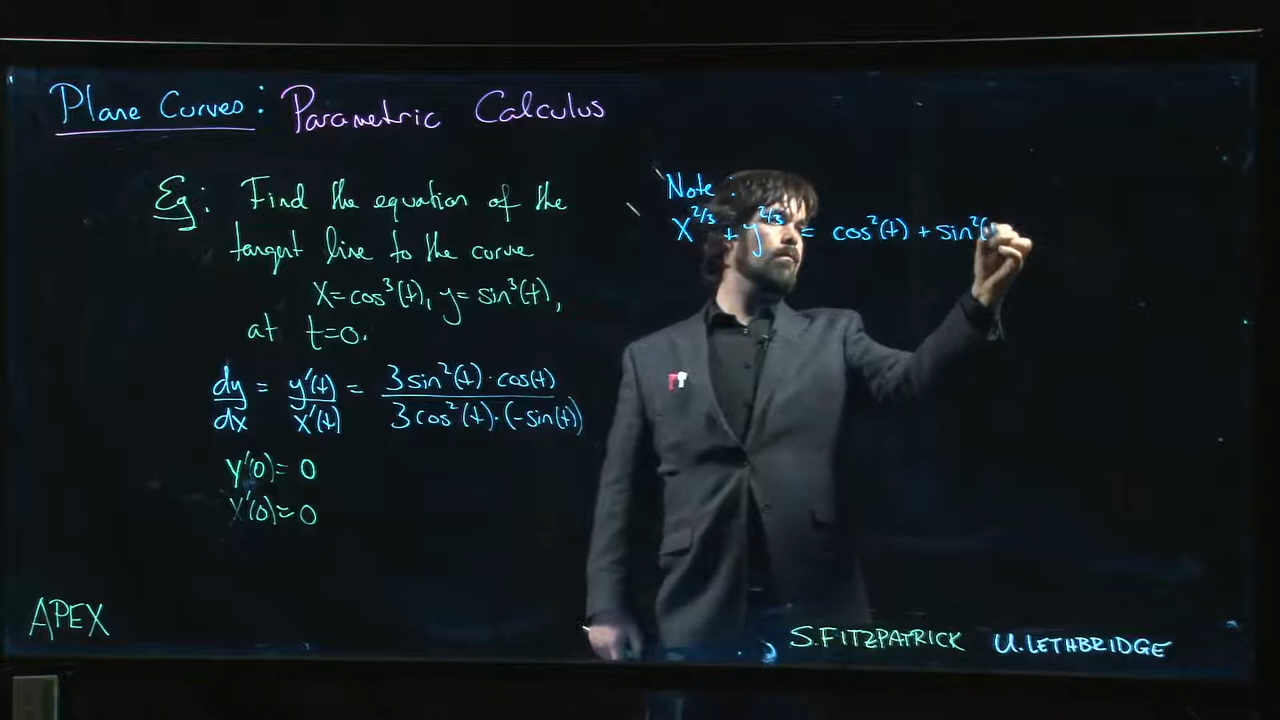 Plane Curves: Parametric Calculus
Eg: Find the equation of the
tangent line to the curve
x=cos³(t), y=sin³(t),
at t=0.
dy/dx = y'(t)/x'(t) = 3sin²(t)·cos(t) / 3cos²(t)·(-sin(t))
y'(0)=0
x'(0)=0
Note:
x^2/3 + y^2/3 = cos²(t) + sin²(
APEX
S.FITZPATRICK U.LETHBRIDGE